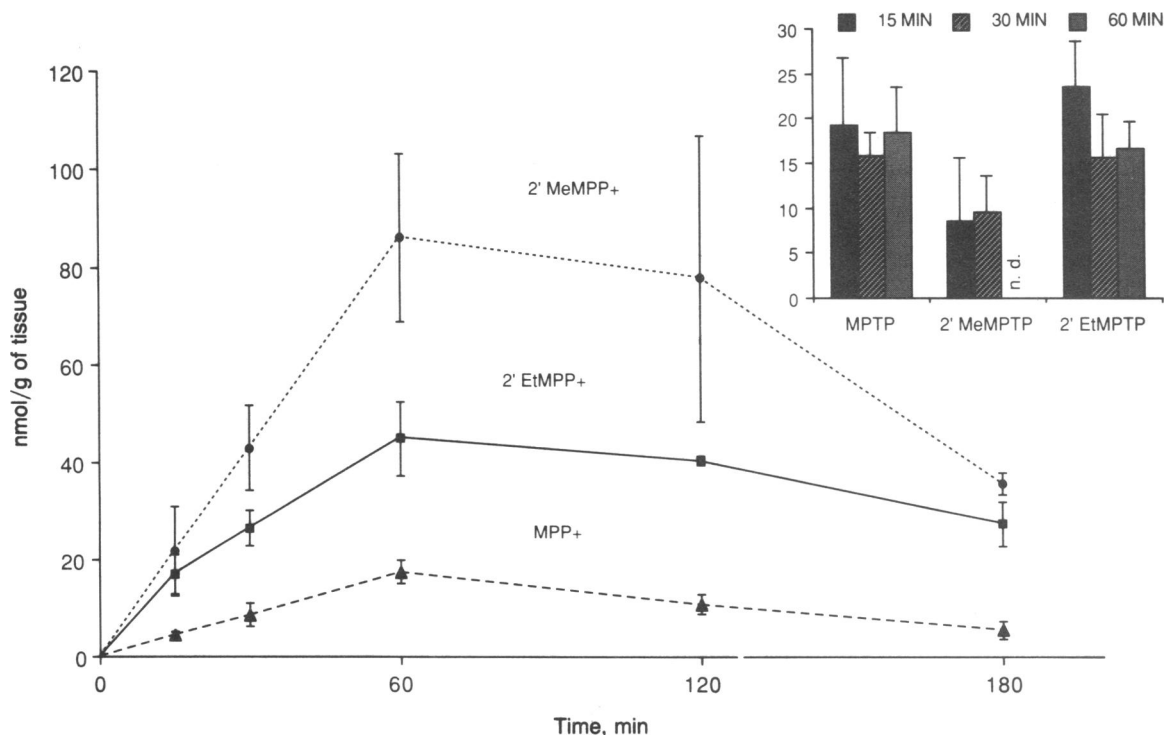 15 MIN 30 MIN 60 MIN
30
25
20
15
10
5
0
n. d.
MPTP 2' MeMPTP 2' EtMPTP
120
100
80
60
40
20
0
nmol/g of tissue
2' MeMPP+
2' EtMPP+
MPP+
0 60 120 180
Time, min